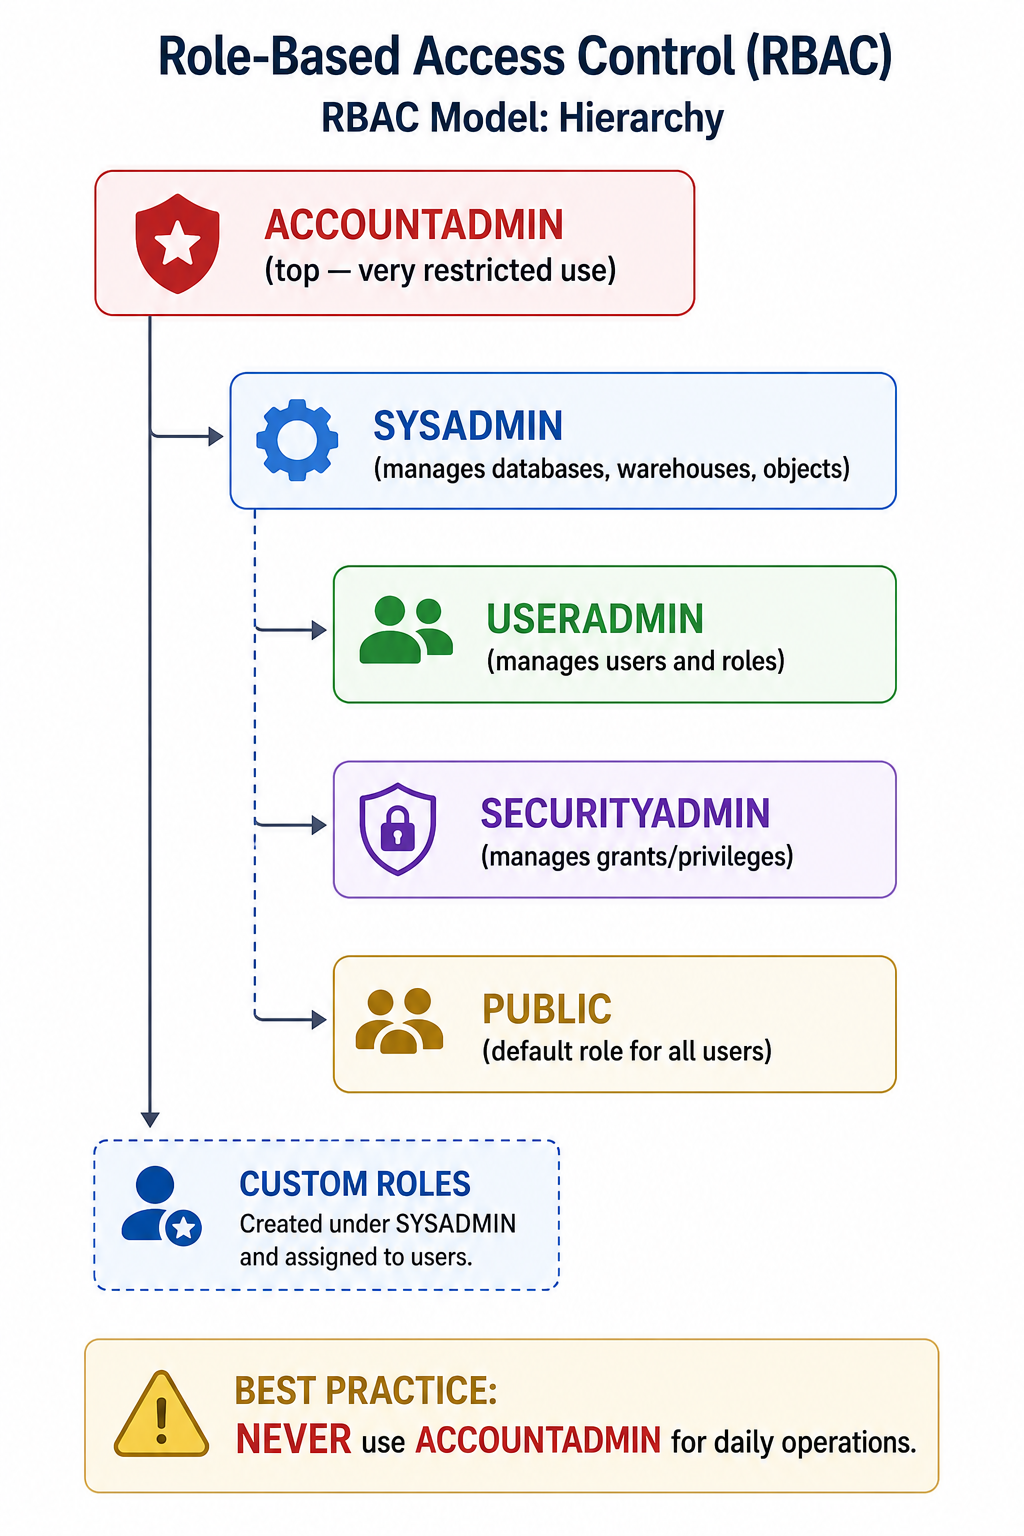 Role-Based Access Control (RBAC)
RBAC Model: Hierarchy
ACCOUNTADMIN
(top — very restricted use)
SYSADMIN
(manages databases, warehouses, objects)
USERADMIN
(manages users and roles)
SECURITYADMIN
(manages grants/privileges)
PUBLIC
(default role for all users)
CUSTOM ROLES
Created under SYSADMIN
and assigned to users.
BEST PRACTICE:
NEVER use ACCOUNTADMIN for daily operations.